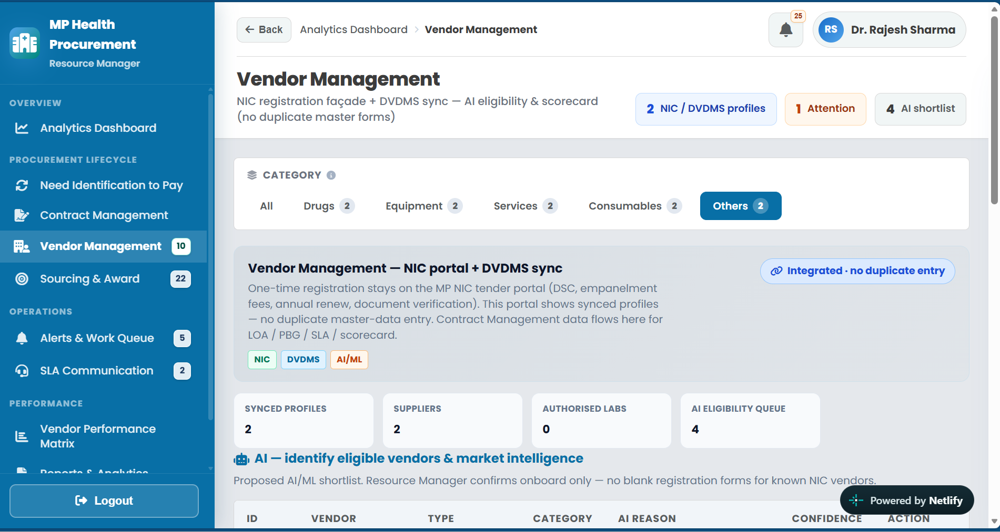 MP Health
Procurement
Resource Manager
OVERVIEW
Analytics Dashboard
PROCUREMENT LIFECYCLE
Need Identification to Pay
Contract Management
Vendor Management 10
Sourcing & Award 22
OPERATIONS
Alerts & Work Queue 5
SLA Communication 2
PERFORMANCE
Vendor Performance
Matrix
Reports & Analytics
Logout
Back Analytics Dashboard > Vendor Management
25
RS Dr. Rajesh Sharma
Vendor Management
NIC registration façade + DVDMS sync — AI eligibility & scorecard
(no duplicate master forms)
2 NIC / DVDMS profiles
1 Attention
4 AI shortlist
CATEGORY
All Drugs 2 Equipment 2 Services 2 Consumables 2 Others 2
Vendor Management — NIC portal + DVDMS sync
Integrated · no duplicate entry
One-time registration stays on the MP NIC tender portal (DSC, empanelment
fees, annual renew, document verification). This portal shows synced profiles
— no duplicate master-data entry. Contract Management data flows here for
LOA / PBG / SLA / scorecard.
NIC DVDMS AI/ML
SYNCED PROFILES
2
SUPPLIERS
2
AUTHORISED LABS
0
AI ELIGIBILITY QUEUE
4
AI — identify eligible vendors & market intelligence
Proposed AI/ML shortlist. Resource Manager confirms onboard only — no blank registration forms for known NIC vendors.
ID VENDOR TYPE CATEGORY AI REASON CONFIDENCE ACTION
Powered by Netlify